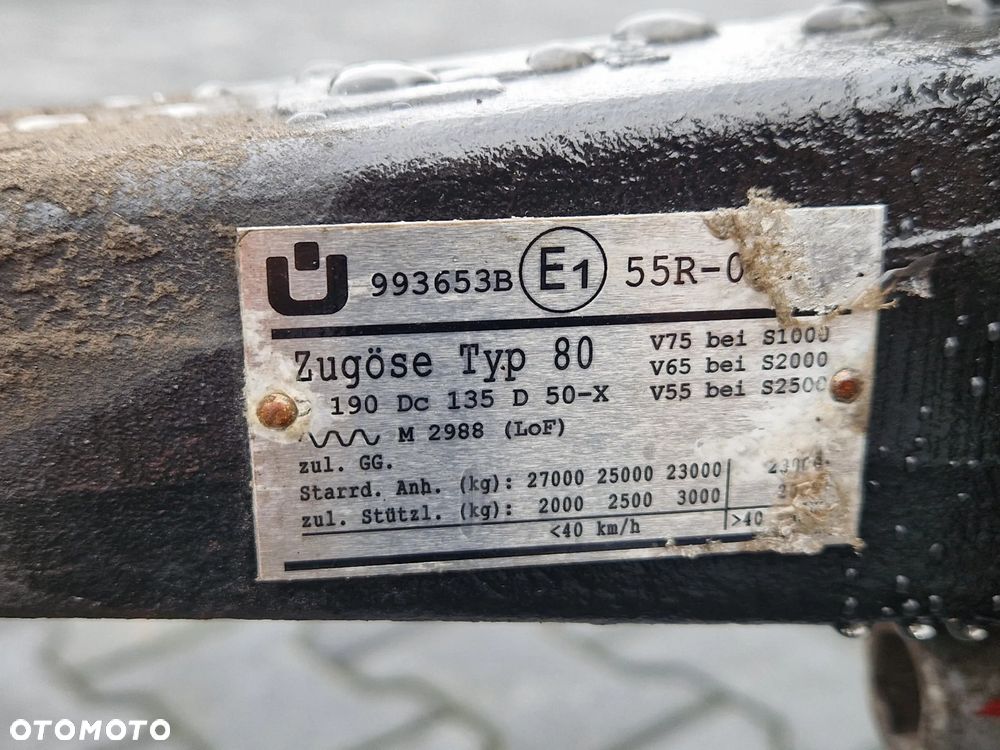 993653B E1 55R-0
Zugöse Typ 80
V75 bei S1000
V65 bei S2000
V55 bei S2500
190 Dc 135 D 50-X
M 2988 (LoF)
zul. GG.
Starrd. Anh. (kg): 27000 25000 23000
zul. Stützl. (kg): 2000 2500 3000
<40 km/h >40
OTOMOTO